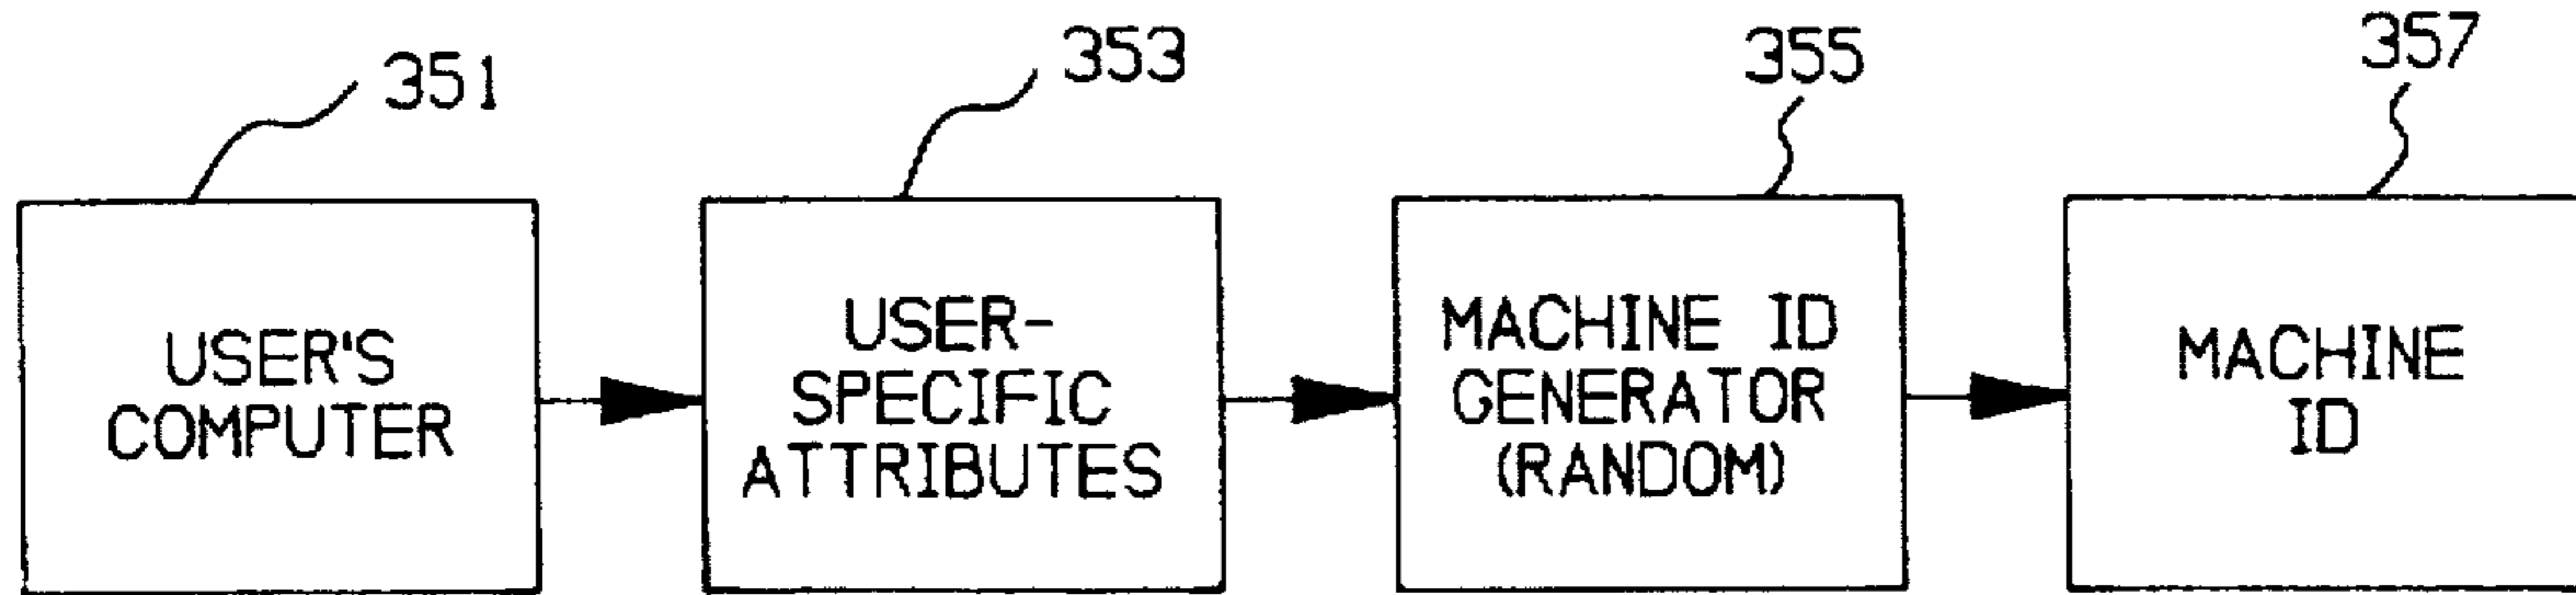 351
353
355
357
USER'S
COMPUTER
USER-
SPECIFIC
ATTRIBUTES
MACHINE ID
GENERATOR
(RANDOM)
MACHINE
ID